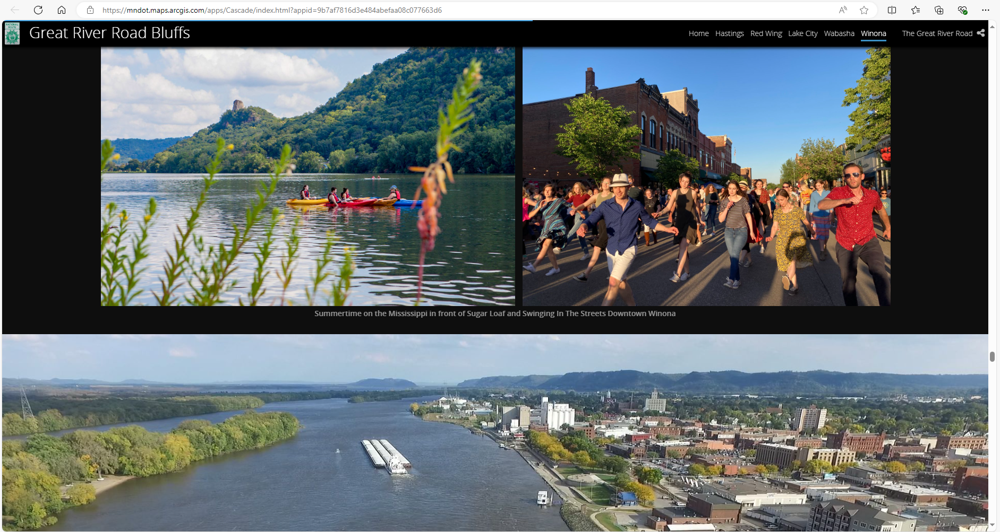 https://mndot.maps.arcgis.com/apps/Cascade/index.html?appid=9b7af7816d3e484abefaa08c077663d6
NATIONAL
ROUTE
Great River Road Bluffs
Home Hastings Red Wing Lake City Wabasha Winona The Great River Road
Summertime on the Mississippi in front of Sugar Loaf and Swinging In The Streets Downtown Winona